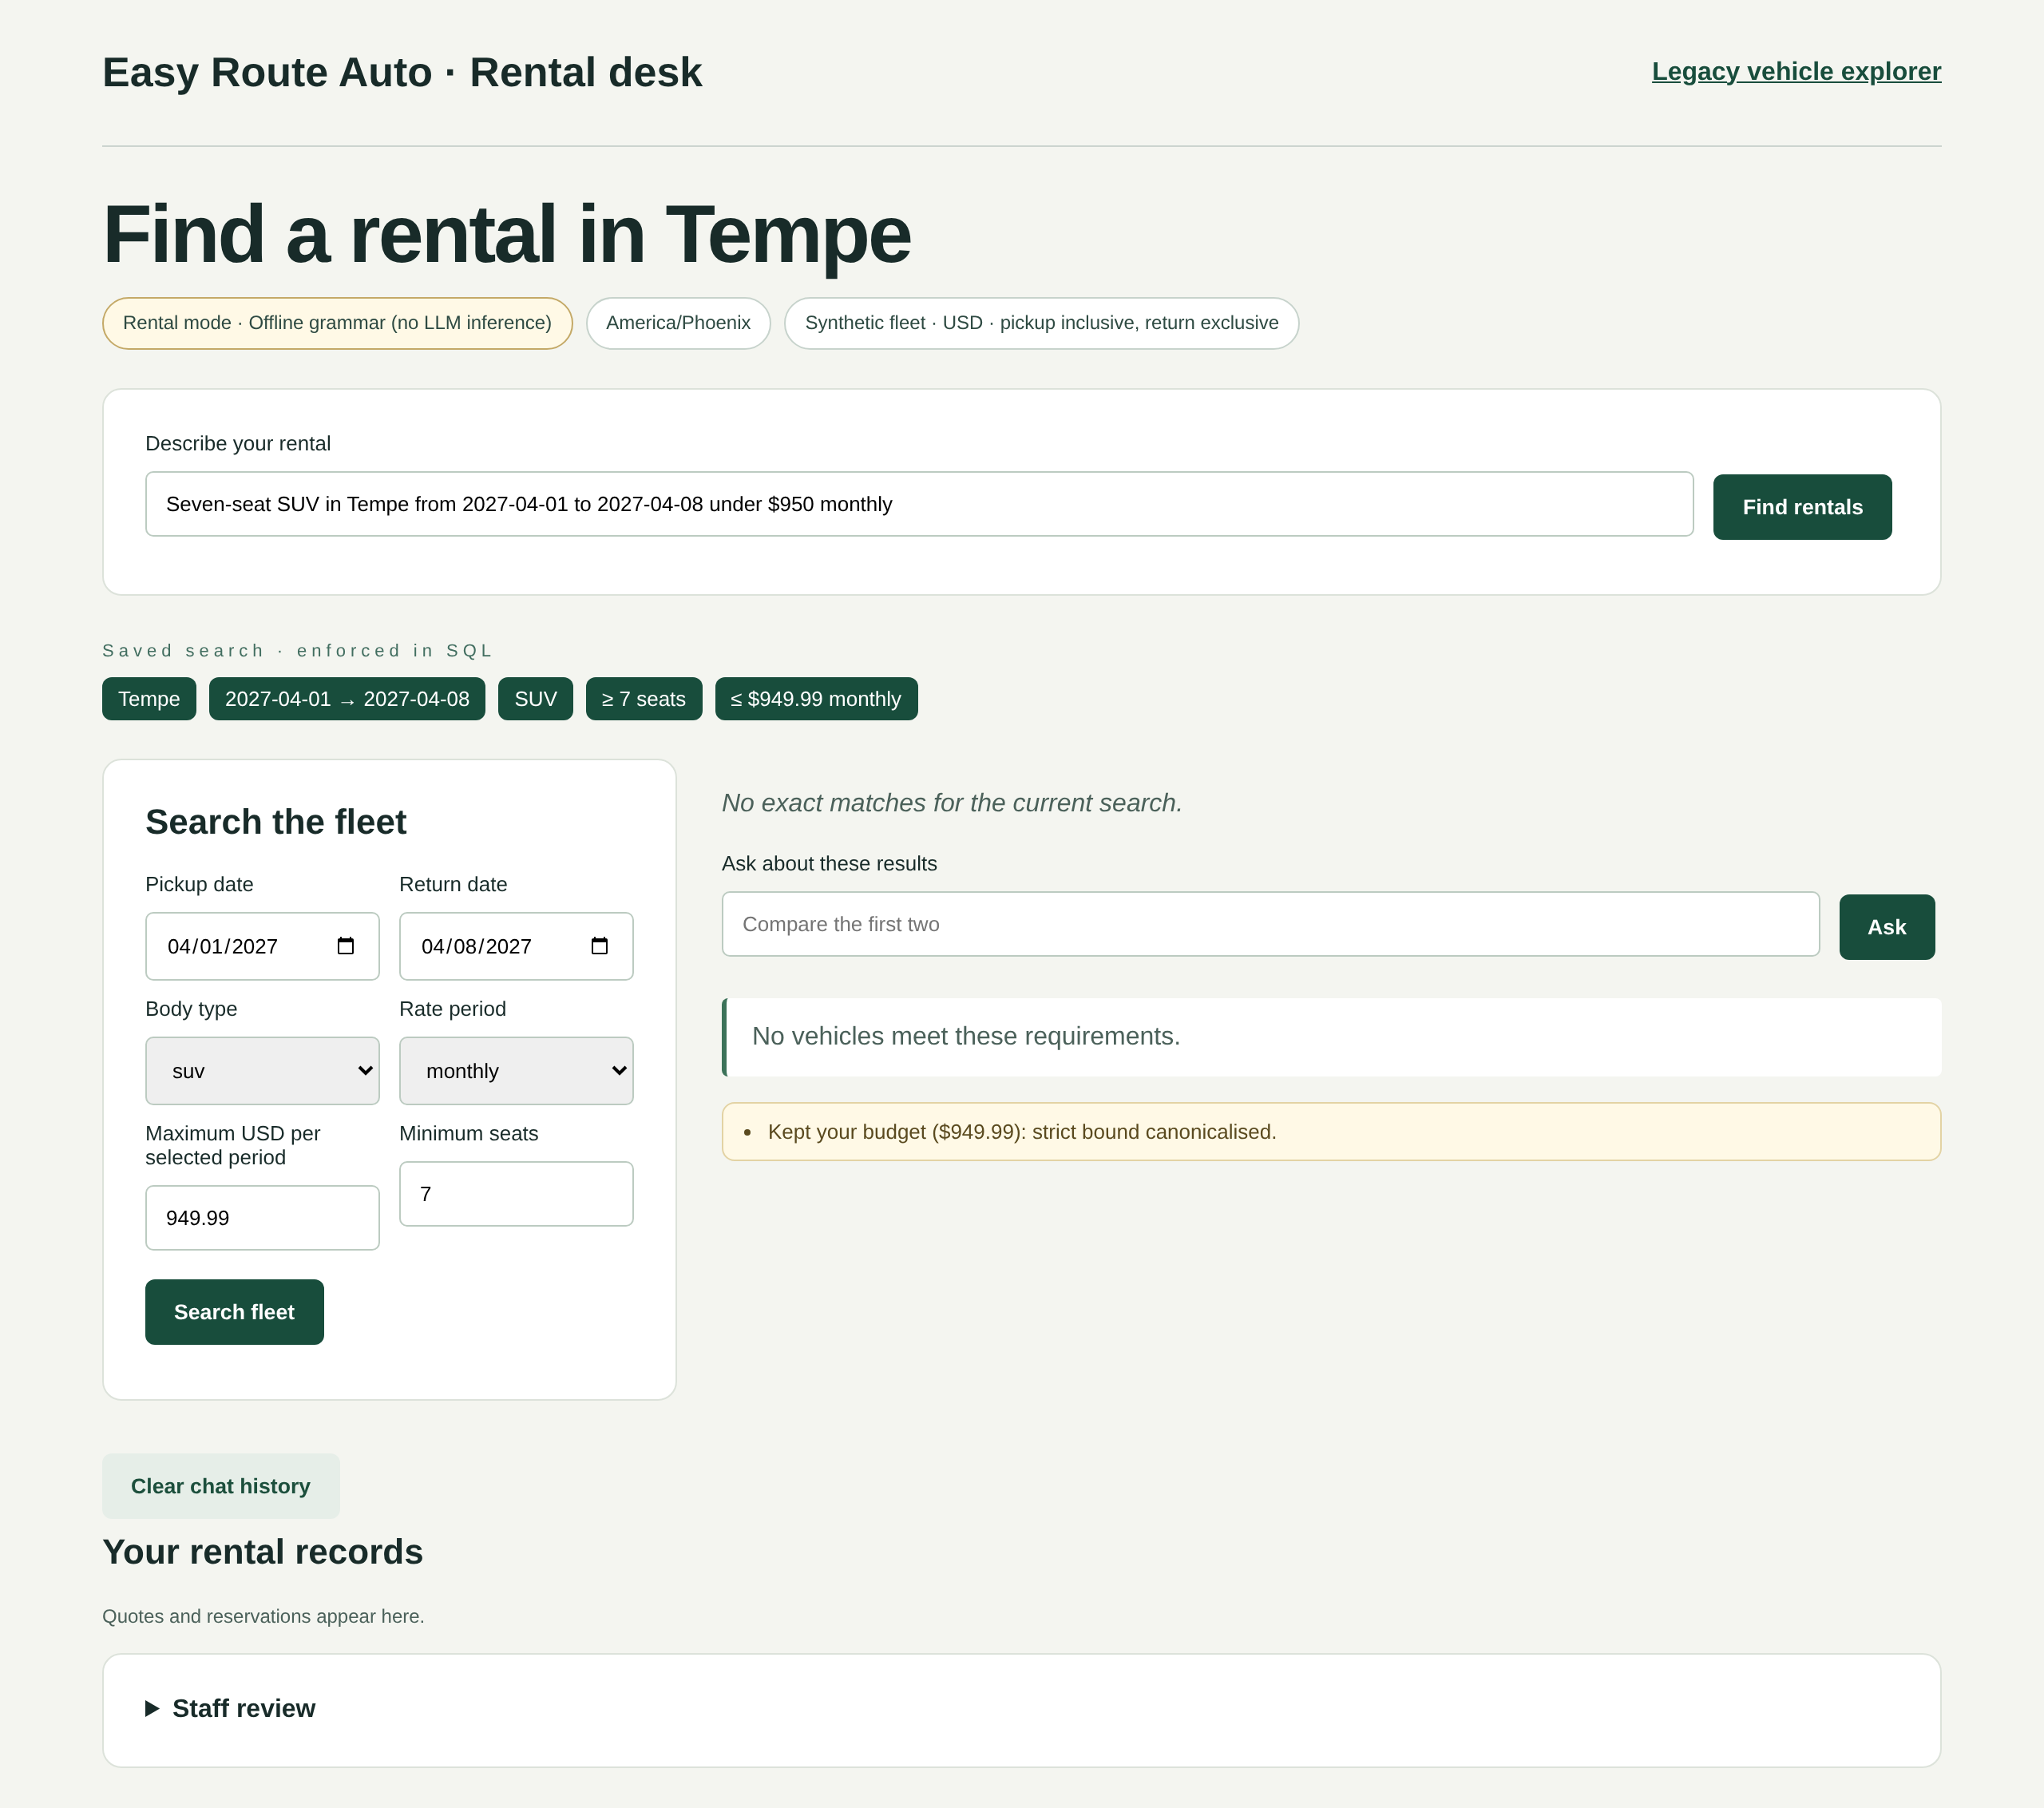 Easy Route Auto · Rental desk
Legacy vehicle explorer
Find a rental in Tempe
Rental mode · Offline grammar (no LLM inference)
America/Phoenix
Synthetic fleet · USD · pickup inclusive, return exclusive
Describe your rental
Seven-seat SUV in Tempe from 2027-04-01 to 2027-04-08 under $950 monthly
Find rentals
Saved search · enforced in SQL
Tempe
2027-04-01 → 2027-04-08
SUV
≥ 7 seats
≤ $949.99 monthly
Search the fleet
Pickup date
Return date
04/01/2027
04/08/2027
Body type
Rate period
suv
monthly
Maximum USD per
selected period
Minimum seats
949.99
7
Search fleet
No exact matches for the current search.
Ask about these results
Compare the first two
Ask
No vehicles meet these requirements.
• Kept your budget ($949.99): strict bound canonicalised.
Clear chat history
Your rental records
Quotes and reservations appear here.
Staff review